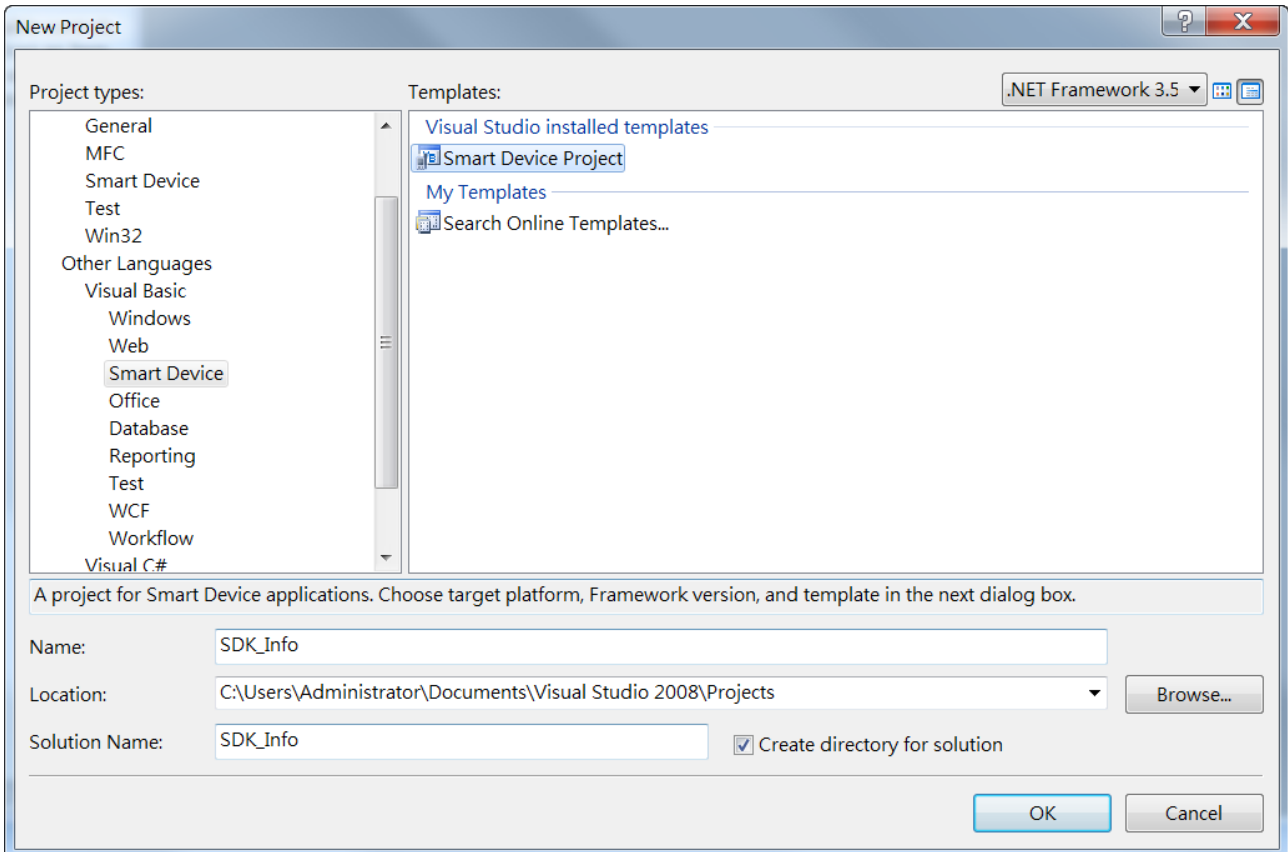 New Project
Project types:
Templates:
.NET Framework 3.5
General
MFC
Smart Device
Test
Win32
Other Languages
Visual Basic
Windows
Web
Smart Device
Office
Database
Reporting
Test
WCF
Workflow
Visual C#
Visual Studio installed templates
Smart Device Project
My Templates
Search Online Templates...
A project for Smart Device applications. Choose target platform, Framework version, and template in the next dialog box.
Name:
SDK_Info
Location:
C:\Users\Administrator\Documents\Visual Studio 2008\Projects
Browse...
Solution Name:
SDK_Info
Create directory for solution
OK
Cancel